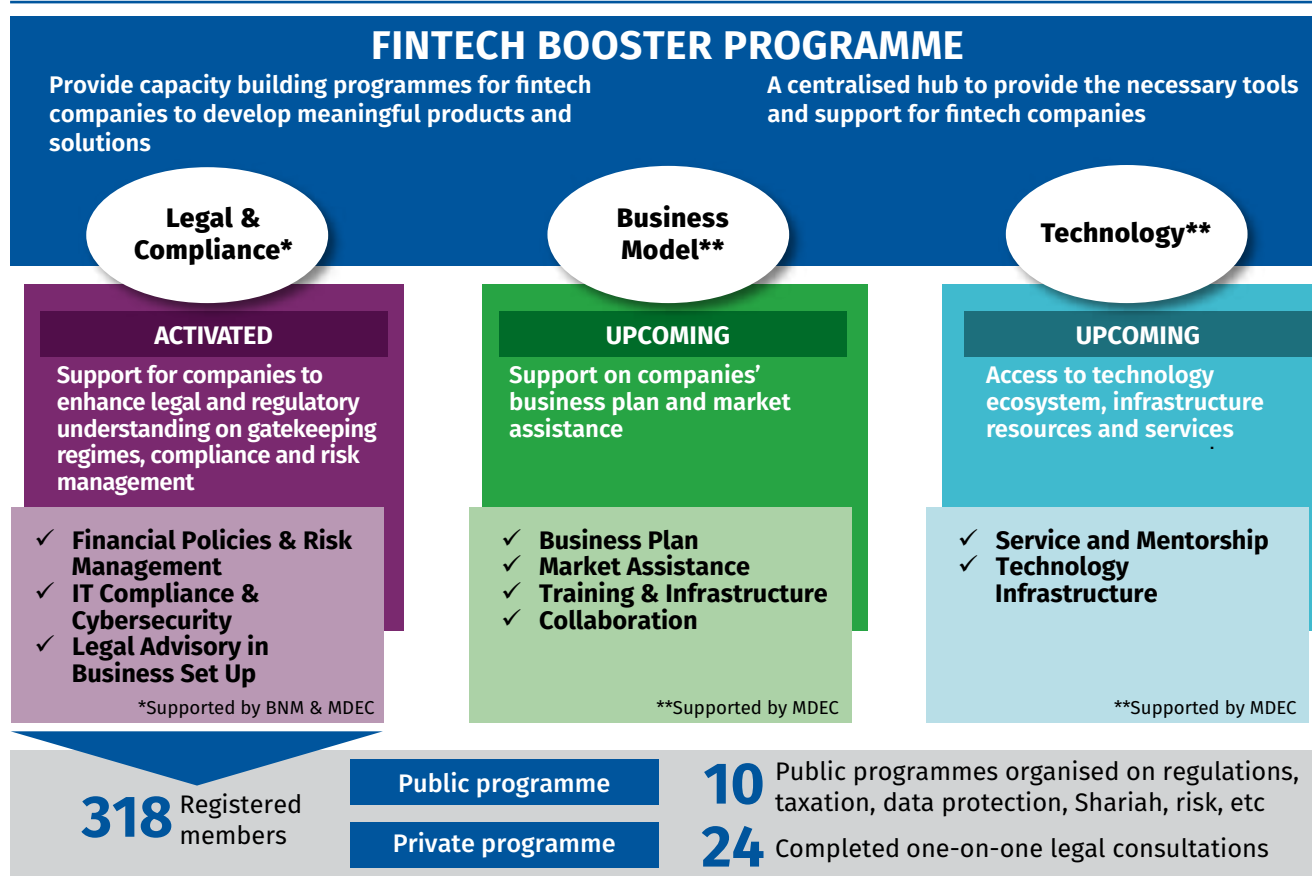 FINTECH BOOSTER PROGRAMME
Provide capacity building programmes for fintech
companies to develop meaningful products and
solutions
A centralised hub to provide the necessary tools
and support for fintech companies
Legal &
Compliance*
ACTIVATED
Support for companies to
enhance legal and regulatory
understanding on gatekeeping
regimes, compliance and risk
management
✓ Financial Policies & Risk
Management
✓ IT Compliance &
Cybersecurity
✓ Legal Advisory in
Business Set Up
*Supported by BNM & MDEC
Business
Model**
UPCOMING
Support on companies’
business plan and market
assistance
✓ Business Plan
✓ Market Assistance
✓ Training & Infrastructure
✓ Collaboration
**Supported by MDEC
Technology**
UPCOMING
Access to technology
ecosystem, infrastructure
resources and services
.
✓ Service and Mentorship
✓ Technology
Infrastructure
**Supported by MDEC
318 Registered
members
Public programme
10 Public programmes organised on regulations,
taxation, data protection, Shariah, risk, etc
Private programme
24 Completed one-on-one legal consultations